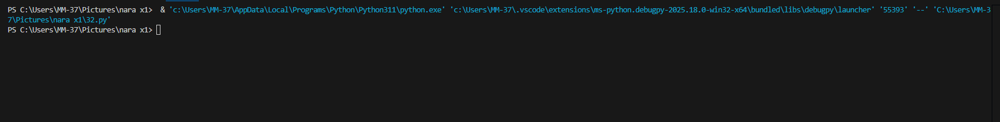 PS C:\Users\MM-37\Pictures\nara x1>  & 'c:\Users\MM-37\AppData\Local\Programs\Python\Python311\python.exe' 'c:\Users\MM-37\.vscode\extensions\ms-python.debugpy-2025.18.0-win32-x64\bundled\libs\debugpy\launcher' '55393' '--' 'C:\Users\MM-3
7\Pictures\nara x1\32.py'
PS C:\Users\MM-37\Pictures\nara x1>